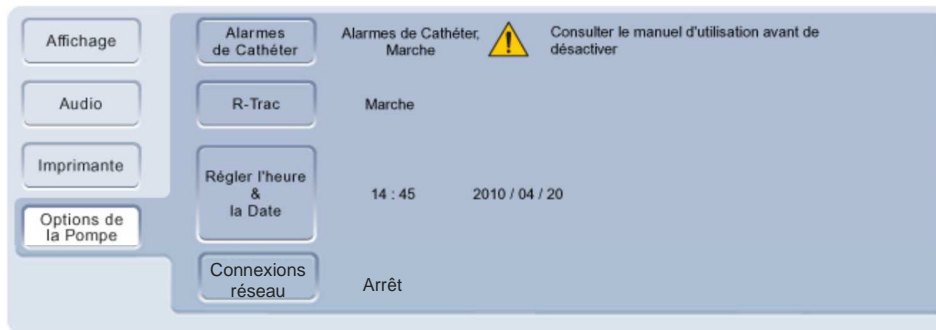 Affichage
Audio
Imprimante
Options de
la Pompe
Alarmes
de Cathéter
Alarmes de Cathéter,
Marche
Consulter le manuel d'utilisation avant de
désactiver
R-Trac
Marche
Régler l'heure
&
la Date
14 : 45
2010 / 04 / 20
Connexions
réseau
Arrêt